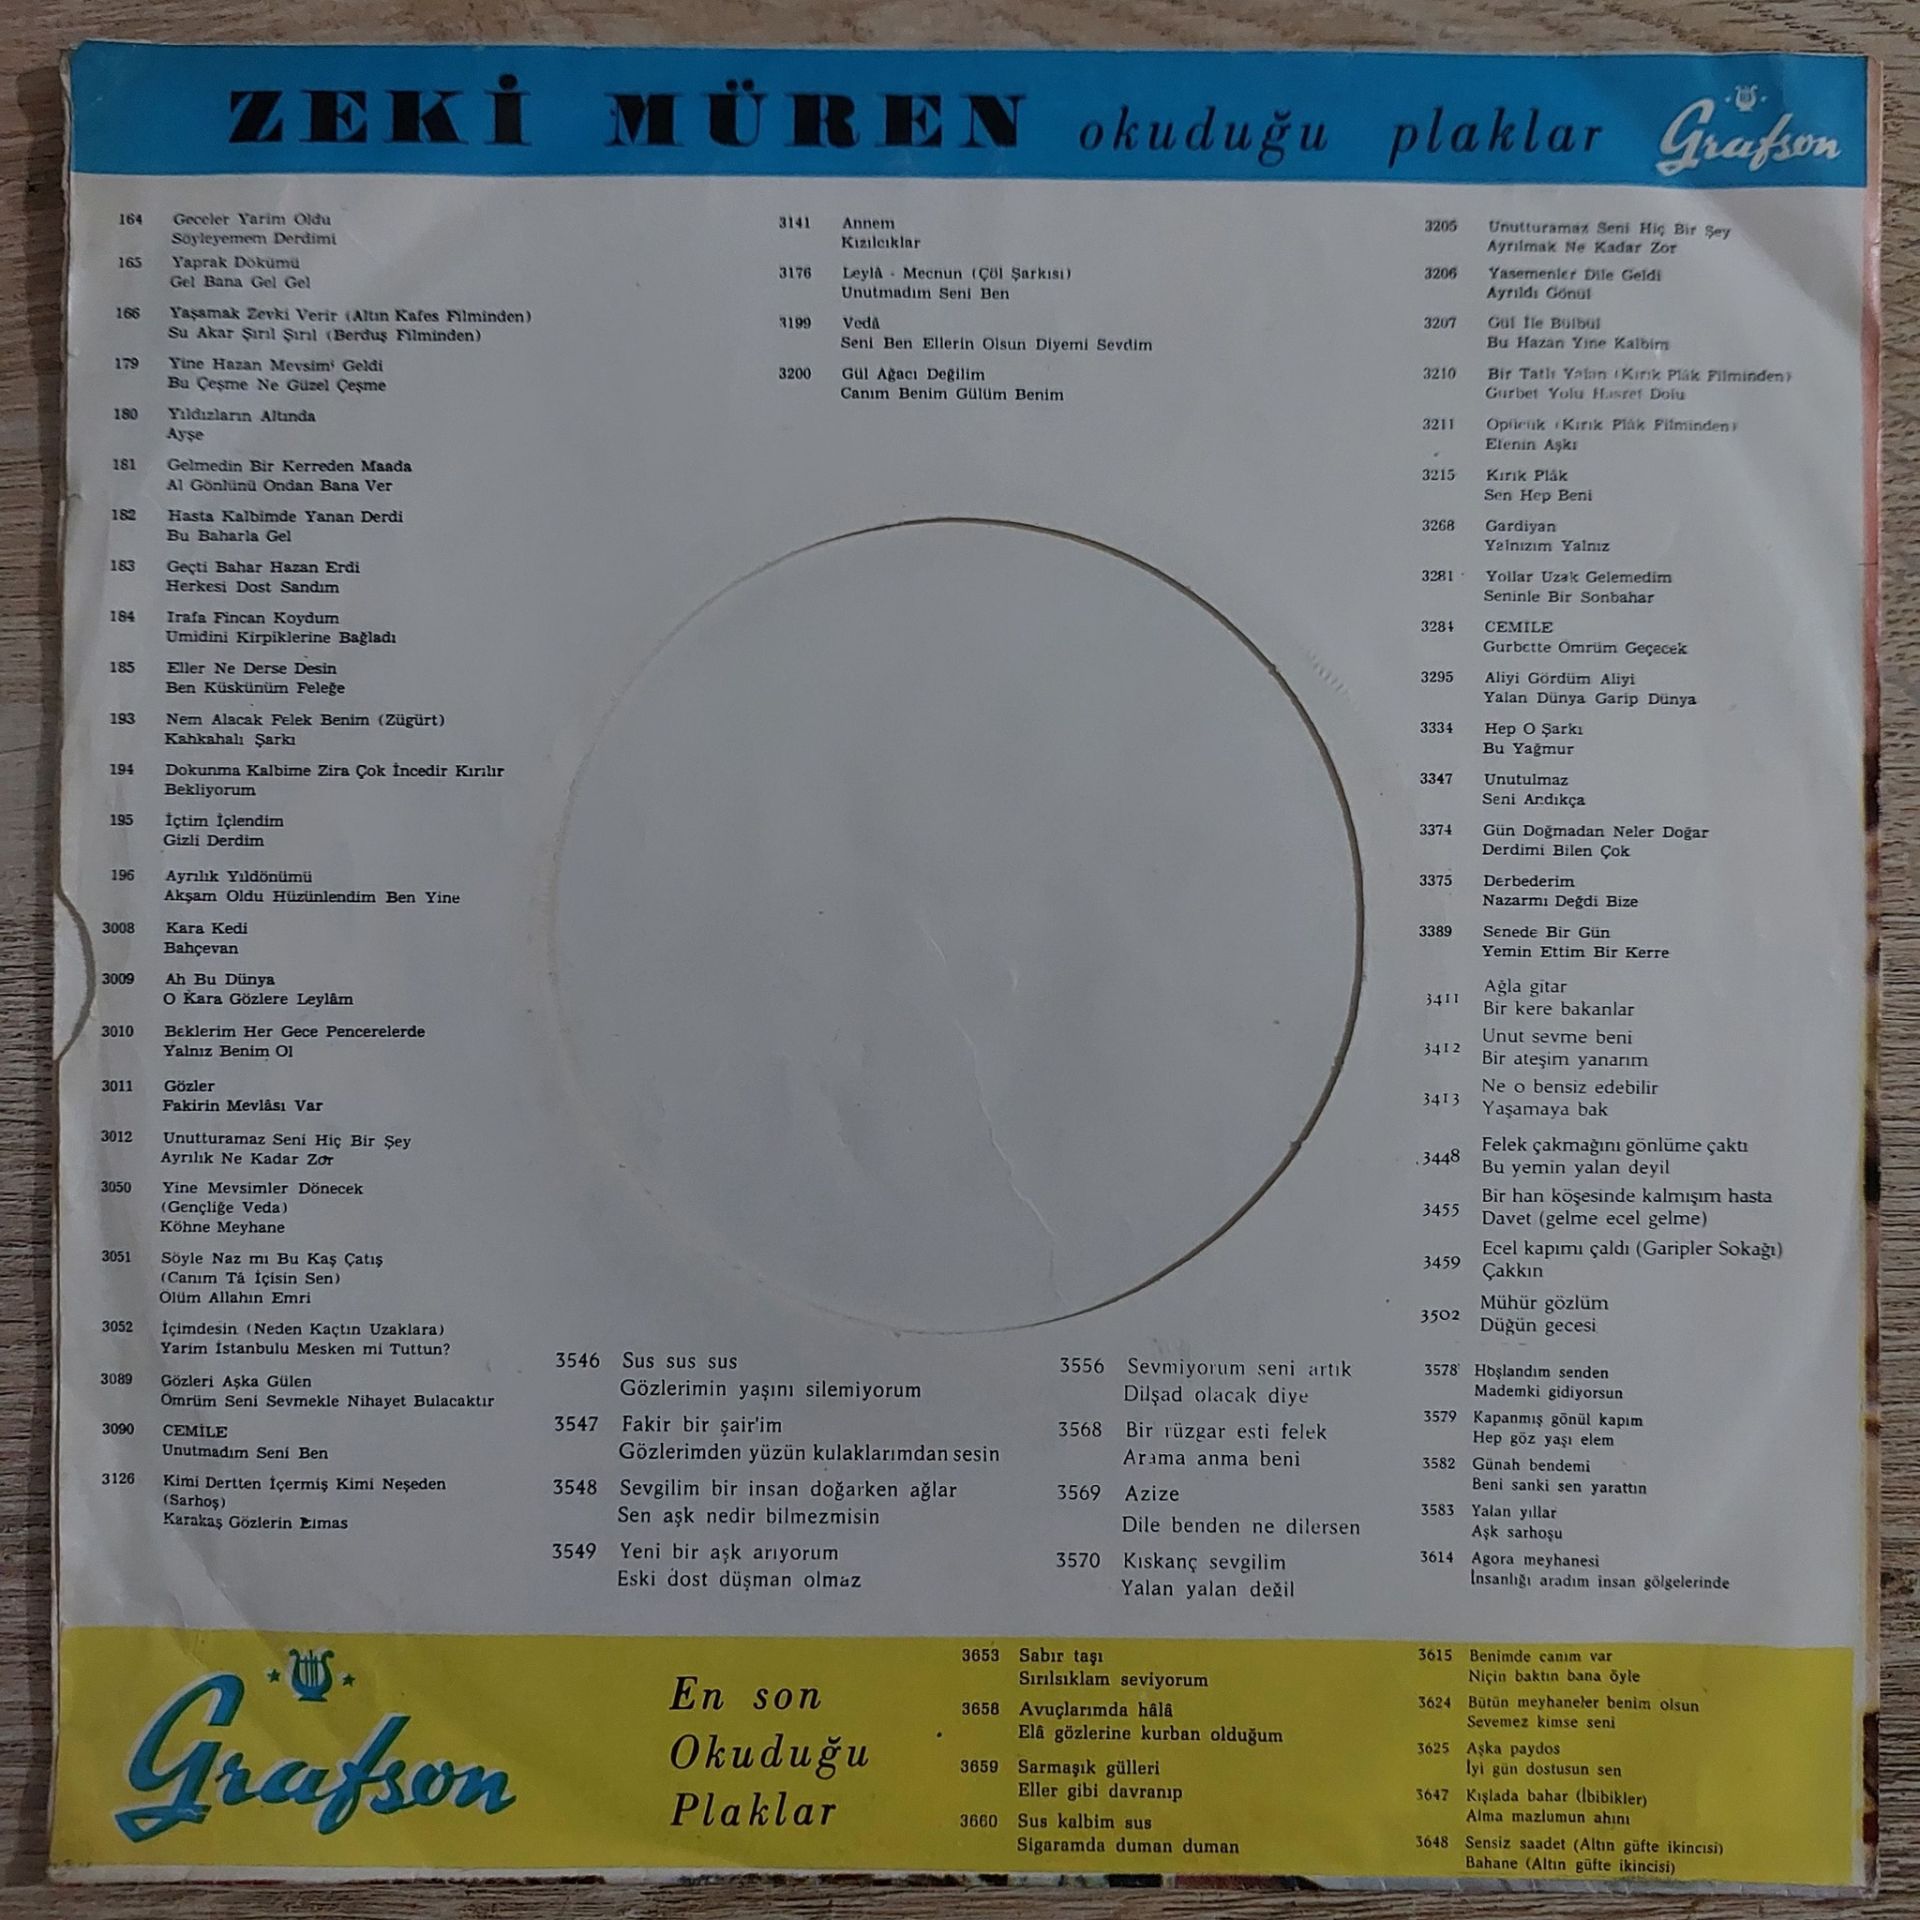 ZEKİ MÜREN okuduğu plaklar Grafson
164 Geceler Yarim Oldu
Söyleyemem Derdimi
165 Yaprak Dökümü
Gel Bana Gel Gel
166 Yaşamak Zevki Verir (Altın Kafes Filminden)
Su Akar Şırıl Şırıl (Berduş Filminden)
179 Yine Hazan Mevsimi Geldi
Bu Çeşme Ne Güzel Çeşme
180 Yıldızların Altında
Ayşe
181 Gelmedin Bir Kerreden Maada
Al Gönlünü Ondan Bana Ver
182 Hasta Kalbimde Yanan Derdi
Bu Baharla Gel
183 Geçti Bahar Hazan Erdi
Herkesi Dost Sandım
184 Irafa Fincan Koydum
Umidini Kirpiklerine Bağladı
185 Eller Ne Derse Desin
Ben Küskünüm Feleğe
193 Nem Alacak Felek Benim (Zügürt)
Kahkahalı Şarkı
194 Dokunma Kalbime Zira Çok İncedir Kırılır
Bekliyorum
195 İçtim İçlendim
Gizli Derdim
196 Ayrılık Yıldönümü
Akşam Oldu Hüzünlendim Ben Yine
3008 Kara Kedi
Bahçevan
3009 Ah Bu Dünya
O Kara Gözlere Leylâm
3010 Beklerim Her Gece Pencerelerde
Yalnız Benim Ol
3011 Gözler
Fakirin Mevlâsı Var
3012 Unutturamaz Seni Hiç Bir Şey
Ayrılık Ne Kadar Zor
3050 Yine Mevsimler Dönecek
(Gençliğe Veda)
Köhne Meyhane
3051 Söyle Naz mı Bu Kaş Çatış
(Canım Tâ İçisin Sen)
Olüm Allahın Emri
3052 İçimdesin (Neden Kaçtın Uzaklara)
Yarim İstanbulu Mesken mi Tuttun?
3089 Gözleri Aşka Gülen
Omrüm Seni Sevmekle Nihayet Bulacaktır
3090 CEMİLE
Unutmadım Seni Ben
3126 Kimi Dertten İçermiş Kimi Neşeden
(Sarhoş)
Karakaş Gözlerin Elmas
3141 Annem
Kızılcıklar
3176 Leylâ - Mecnun (Çöl Şarkısı)
Unutmadım Seni Ben
3199 Vedâ
Seni Ben Ellerin Olsun Diyemi Sevdim
3200 Gül Ağacı Değilim
Canım Benim Gülüm Benim
3205 Unutturamaz Seni Hiç Bir Şey
Ayrılmak Ne Kadar Zor
3206 Yasemenler Dile Geldi
Ayrıldı Gönül
3207 Gül İle Bülbül
Bu Hazan Yine Kalbim
3210 Bir Tatlı Yalan (Kırık Plâk Filminden)
Gurbet Yolu Hasret Dolu
3211 Opücük (Kırık Plâk Filminden)
Efenin Aşkı
3215 Kırık Plâk
Sen Hep Beni
3268 Gardiyan
Yalnızım Yalnız
3281 Yollar Uzak Gelemedim
Seninle Bir Sonbahar
3284 CEMİLE
Gurbette Omrüm Geçecek
3295 Aliyi Gördüm Aliyi
Yalan Dünya Garip Dünya
3334 Hep O Şarkı
Bu Yağmur
3347 Unutulmaz
Seni Andıkça
3374 Gün Doğmadan Neler Doğar
Derdimi Bilen Çok
3375 Derbederim
Nazarmı Değdi Bize
3389 Senede Bir Gün
Yemin Ettim Bir Kerre
3411 Ağla gitar
Bir kere bakanlar
3412 Unut sevme beni
Bir ateşim yanarım
3413 Ne o bensiz edebilir
Yaşamaya bak
3448 Felek çakmağını gönlüme çaktı
Bu yemin yalan deyil
3455 Bir han köşesinde kalmışım hasta
Davet (gelme ecel gelme)
3459 Ecel kapımı çaldı (Garipler Sokağı)
Çakkın
3502 Mühür gözlüm
Düğün gecesi
3546 Sus sus sus
Gözlerimin yaşını silemiyorum
3547 Fakir bir şair'im
Gözlerimden yüzün kulaklarımdan sesin
3548 Sevgilim bir insan doğarken ağlar
Sen aşk nedir bilmezmisin
3549 Yeni bir aşk arıyorum
Eski dost düşman olmaz
3556 Sevmiyorum seni artık
Dilşad olacak diye
3568 Bir rüzgar esti felek
Arama anma beni
3569 Azize
Dile benden ne dilersen
3570 Kıskanç sevgilim
Yalan yalan değil
3578 Hoşlandım senden
Mademki gidiyorsun
3579 Kapanmış gönül kapım
Hep göz yaşı elem
3582 Günah bendemi
Beni sanki sen yarattın
3583 Yalan yıllar
Aşk sarhoşu
3614 Agora meyhanesi
İnsanlığı aradım insan gölgelerinde
Grafson
En son
Okuduğu
Plaklar
3653 Sabır taşı
Sırılsıklam seviyorum
3658 Avuçlarımda hâlâ
Elâ gözlerine kurban olduğum
3659 Sarmaşık gülleri
Eller gibi davranıp
3660 Sus kalbim sus
Sigaramda duman duman
3615 Benimde canım var
Niçin baktın bana öyle
3624 Bütün meyhaneler benim olsun
Sevemez kimse seni
3625 Aşka paydos
İyi gün dostusun sen
3647 Kışlada bahar (İbibikler)
Alma mazlumun ahını
3648 Sensiz saadet (Altın güfte ikincisi)
Bahane (Altın güfte ikincisi)